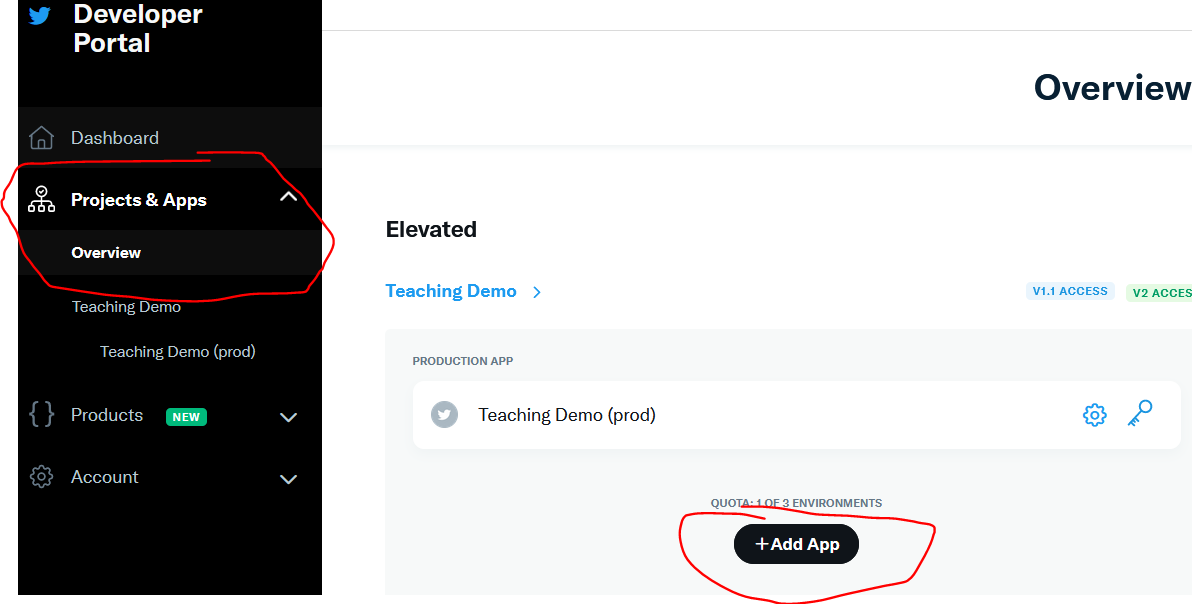 Developer
Portal
Overview
Dashboard
Projects & Apps
Overview
Teaching Demo
Teaching Demo (prod)
Products NEW
Account
Elevated
Teaching Demo
V1.1 ACCESS V2 ACCES
PRODUCTION APP
Teaching Demo (prod)
QUOTA: 1 OF 3 ENVIRONMENTS
+Add App